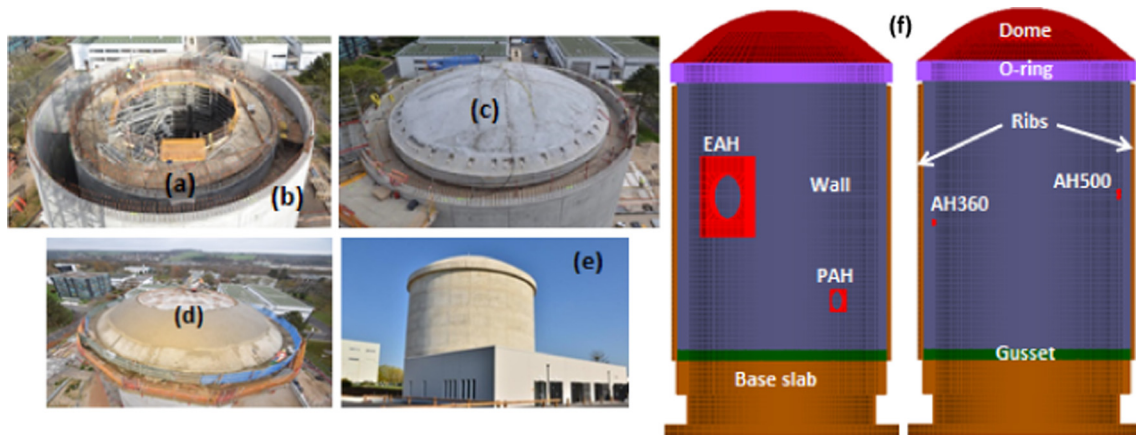 (a)
(b)
(c)
(d)
(e)
(f)
EAH
Wall
PAH
Base slab
Dome
O-ring
Ribs
AH500
AH360
Gusset